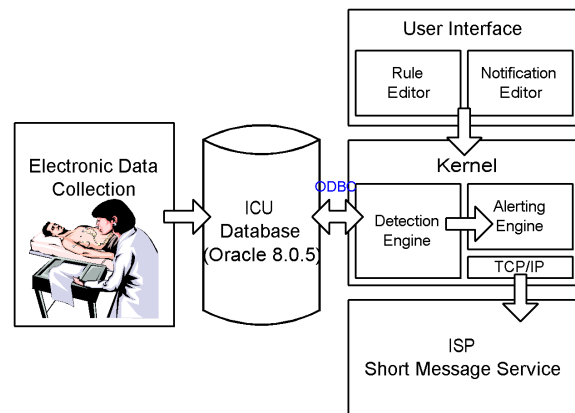 User Interface
Rule
Editor
Notification
Editor
Electronic Data
Collection
ICU
Database
(Oracle 8.0.5)
ODBC
Kernel
Detection
Engine
Alerting
Engine
TCP/IP
ISP
Short Message Service